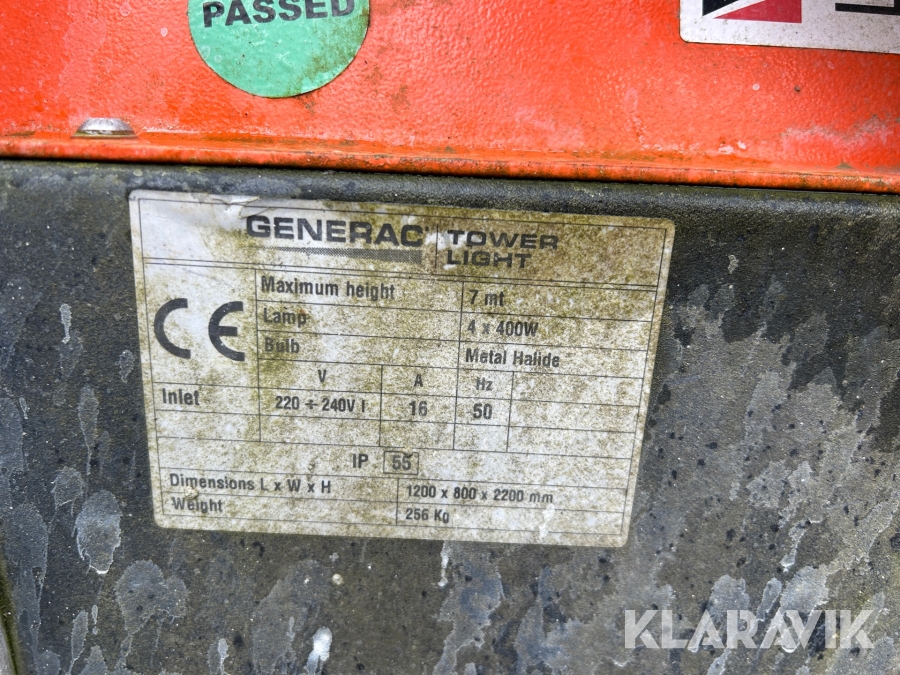 PASSED
GENERAC TOWER LIGHT
CE
Maximum height 7 mt
Lamp 4 x 400W
Bulb Metal Halide
V A Hz
Inlet 220 ÷ 240V I 16 50
IP 55
Dimensions L x W x H 1200 x 800 x 2200 mm
Weight 256 Kg
KLARAVIK